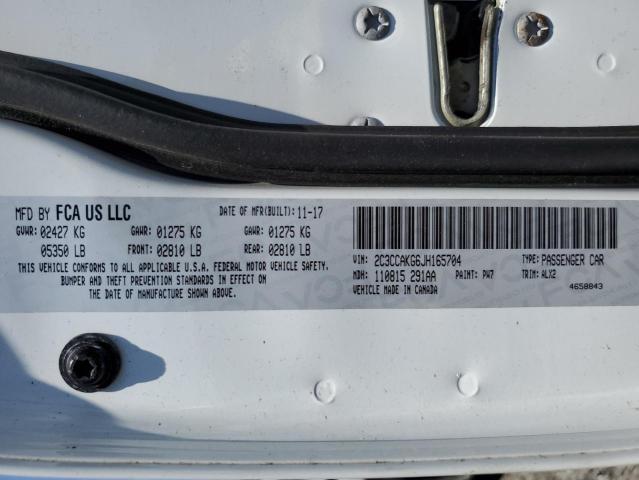 MFD BY FCA US LLC DATE OF MFR(BUILT): 11-17
GVWR: 02427 KG GAWR: 01275 KG GAWR: 01275 KG
05350 LB FRONT: 02810 LB REAR: 02810 LB
THIS VEHICLE CONFORMS TO ALL APPLICABLE U.S.A. FEDERAL MOTOR VEHICLE SAFETY,
BUMPER AND THEFT PREVENTION STANDARDS IN EFFECT ON
THE DATE OF MANUFACTURE SHOWN ABOVE.
VIN: 2C3CCAKG6JH165704 TYPE: PASSENGER CAR
MDH: 110815 291AA PAINT: PW7 TRIM: ALX2
VEHICLE MADE IN CANADA 4658843